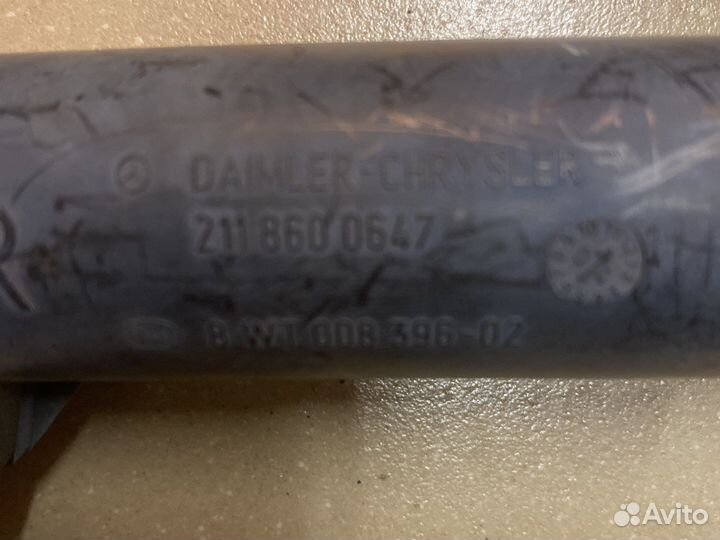 DAIMLER-CHRYSLER
211 860 0647
R
8 WT 008 396-02
Avito